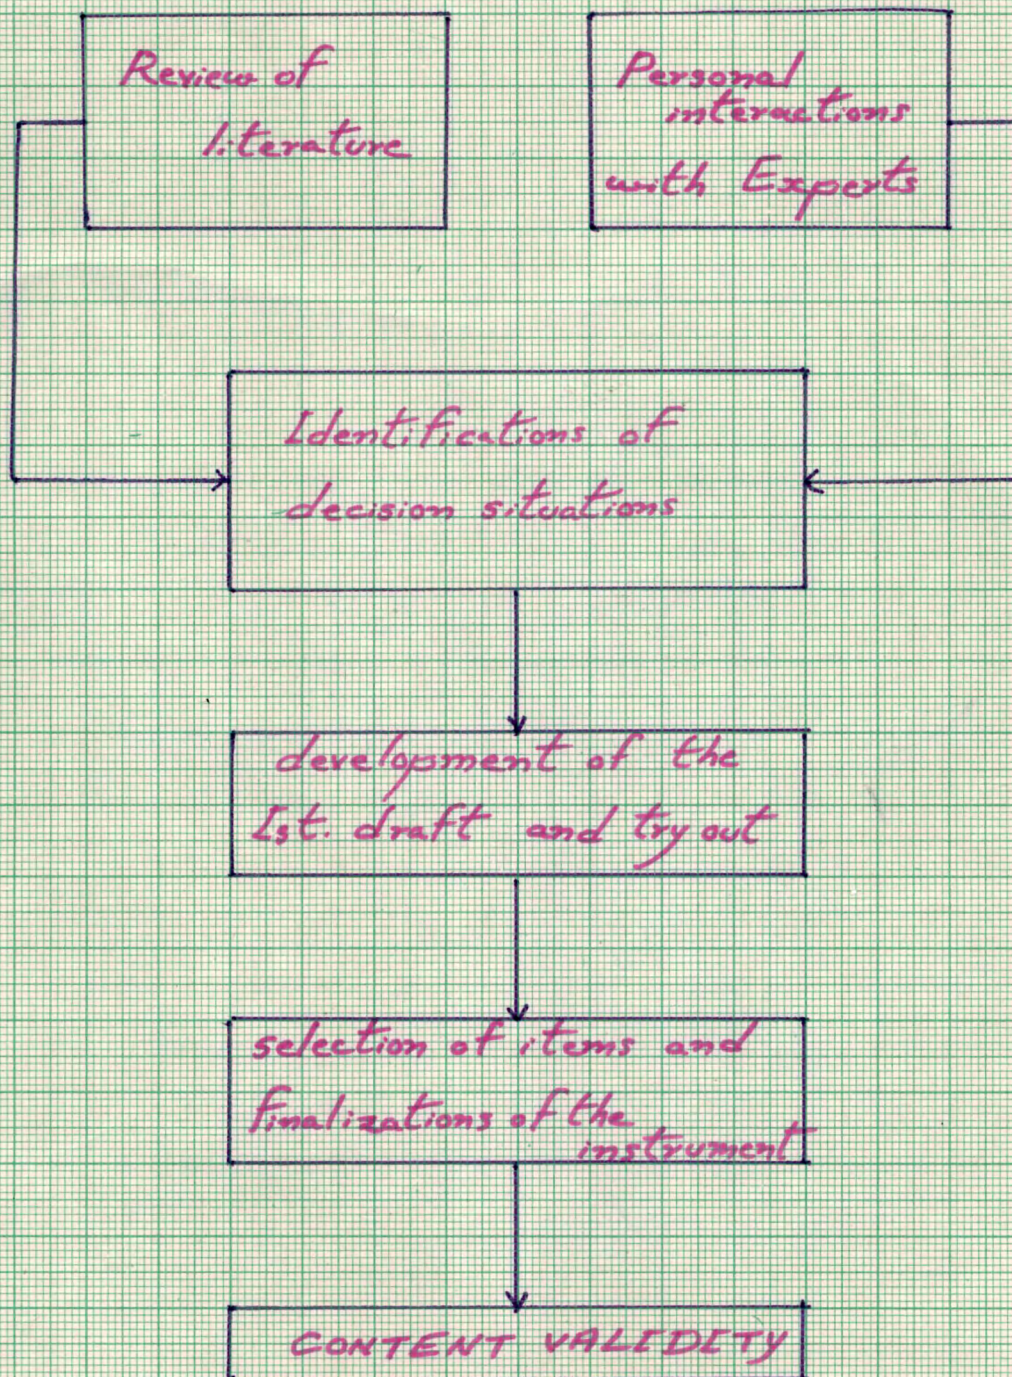 Review of
literature
Personal
interactions
with Experts
Identifications of
decision situations
development of the
Ist. draft and try out
selection of items and
finalizations of the
instrument
CONTENT VALIDITY